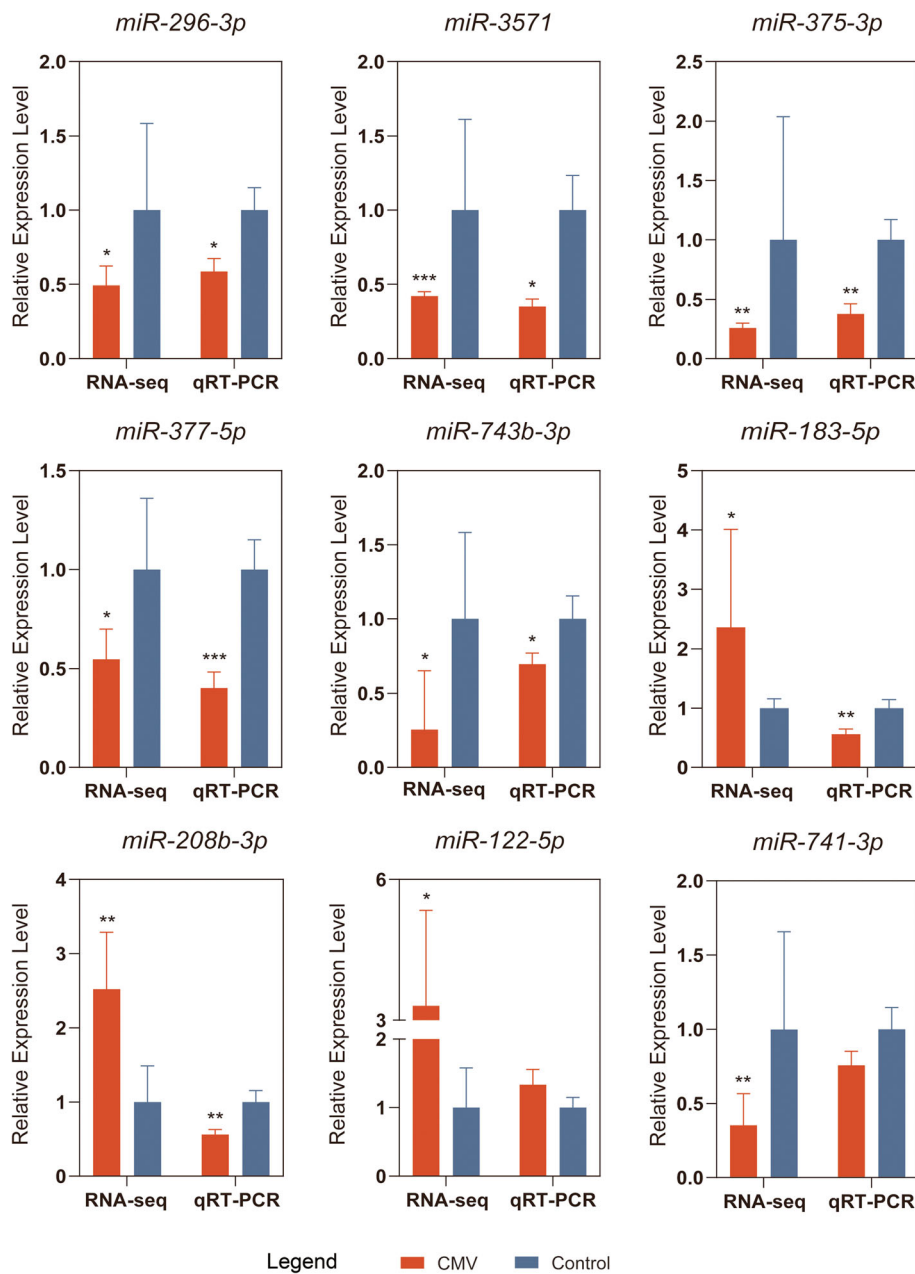 miR-296-3p
miR-3571
miR-375-3p
Relative Expression Level
2.0
1.5
1.0
0.5
0.0
*
*
RNA-seq
qRT-PCR
Relative Expression Level
2.0
1.5
1.0
0.5
0.0
***
*
RNA-seq
qRT-PCR
Relative Expression Level
2.5
2.0
1.5
1.0
0.5
0.0
**
**
RNA-seq
qRT-PCR
miR-377-5p
miR-743b-3p
miR-183-5p
Relative Expression Level
1.5
1.0
0.5
0.0
*
***
RNA-seq
qRT-PCR
Relative Expression Level
2.0
1.5
1.0
0.5
0.0
*
*
RNA-seq
qRT-PCR
Relative Expression Level
5
4
3
2
1
0
*
**
RNA-seq
qRT-PCR
miR-208b-3p
miR-122-5p
miR-741-3p
Relative Expression Level
4
3
2
1
0
**
**
RNA-seq
qRT-PCR
Relative Expression Level
6
3
2
1
0
*
RNA-seq
qRT-PCR
Relative Expression Level
2.0
1.5
1.0
0.5
0.0
**
RNA-seq
qRT-PCR
Legend
CMV
Control